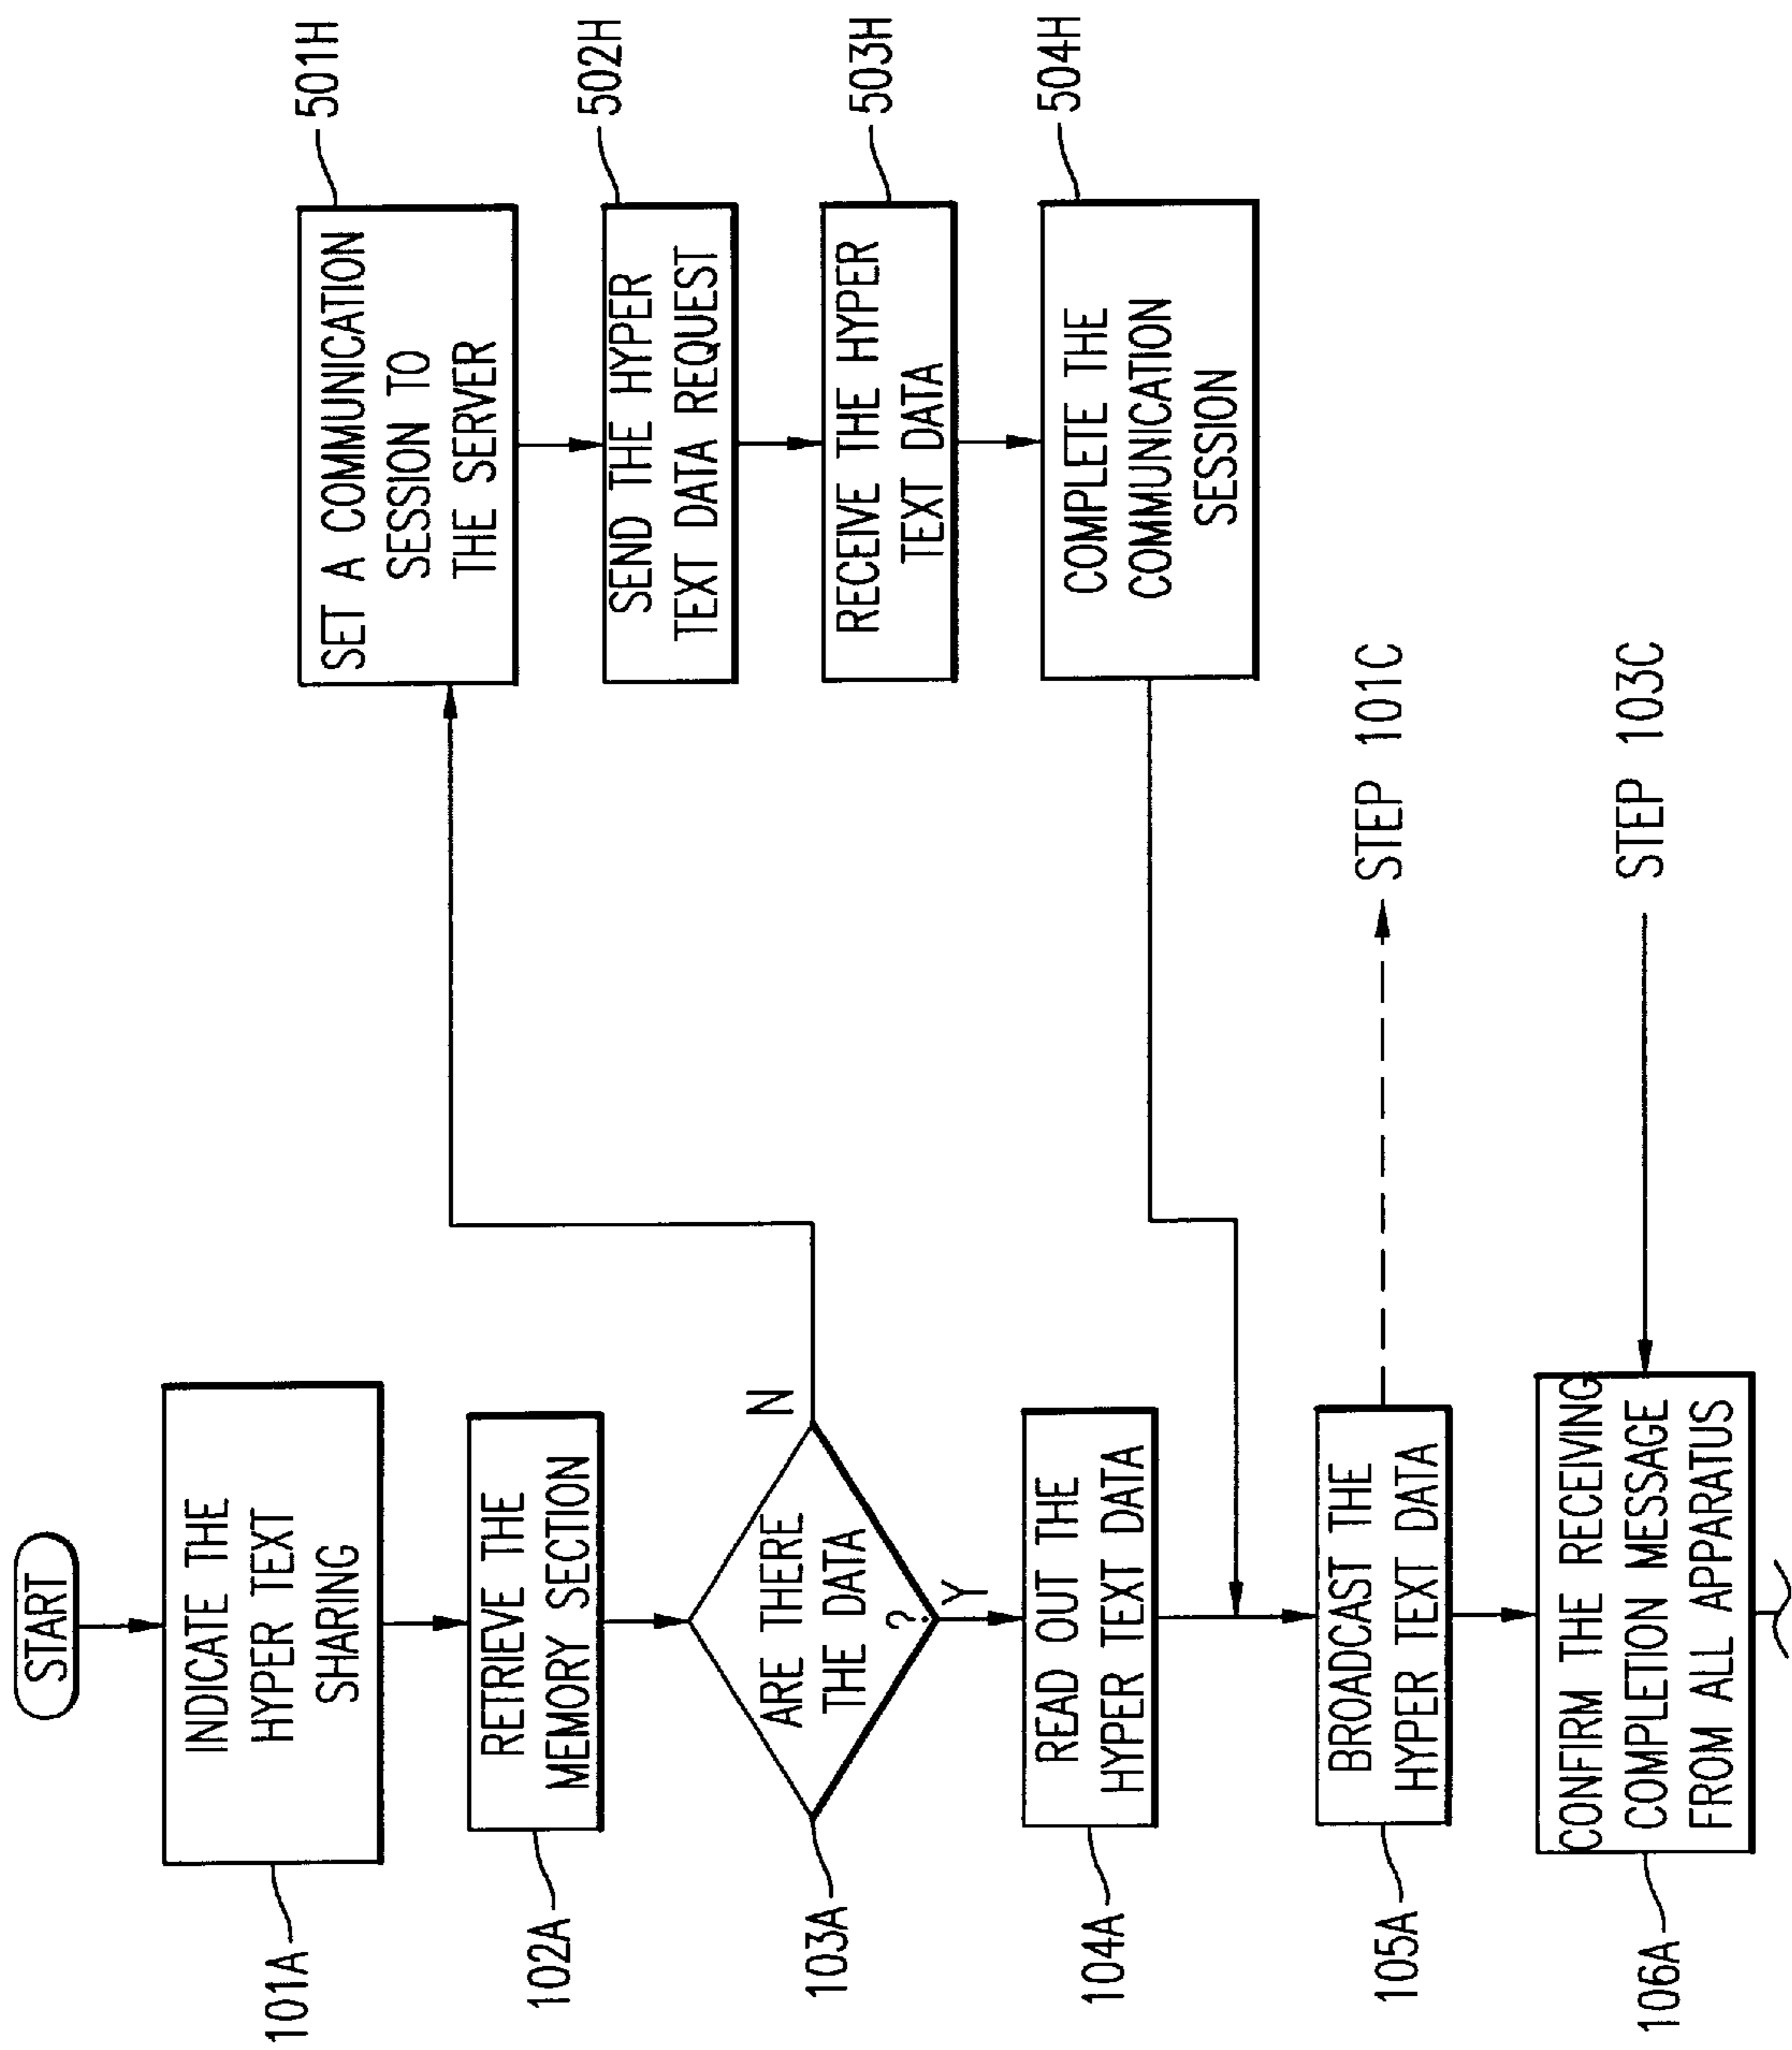 START
101A
INDICATE THE
HYPER TEXT
SHARING
102A
RETRIEVE THE
MEMORY SECTION
103A
ARE THERE
THE DATA
?
N
Y
104A
READ OUT THE
HYPER TEXT DATA
105A
BROADCAST THE
HYPER TEXT DATA
STEP 101C
106A
CONFIRM THE RECEIVING
COMPLETION MESSAGE
FROM ALL APPARATUS
STEP 103C
501H
SET A COMMUNICATION
SESSION TO
THE SERVER
502H
SEND THE HYPER
TEXT DATA REQUEST
503H
RECEIVE THE HYPER
TEXT DATA
504H
COMPLETE THE
COMMUNICATION
SESSION